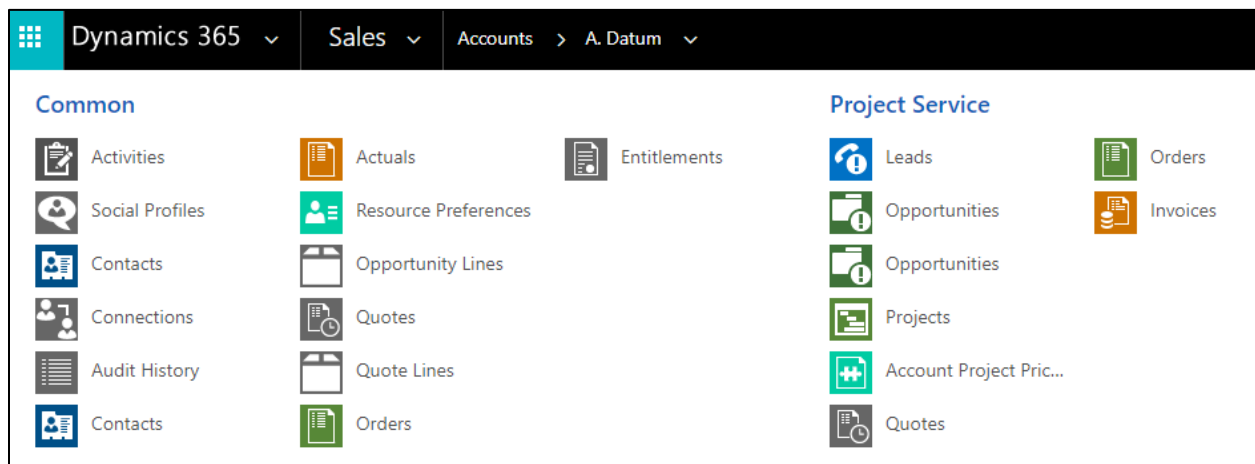 Dynamics 365 Sales Accounts > A. Datum
Common
Activities
Social Profiles
Contacts
Connections
Audit History
Contacts
Actuals
Resource Preferences
Opportunity Lines
Quotes
Quote Lines
Orders
Entitlements
Project Service
Leads
Opportunities
Opportunities
Projects
Account Project Pric...
Quotes
Orders
Invoices